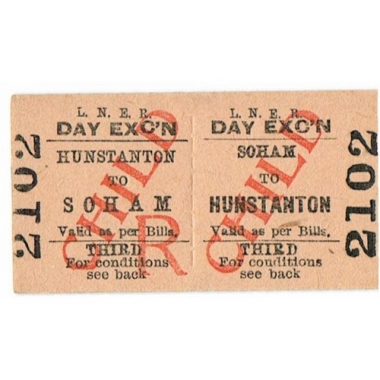 2102
L. N. E. R.
DAY EXC'N
HUNSTANTON
TO
SOHAM
Valid as per Bills.
THIRD
For conditions
see back
CHILD
R
L. N. E. R.
DAY EXC'N
SOHAM
TO
HUNSTANTON
Valid as per Bills.
THIRD
For conditions
see back
CHILD
2102